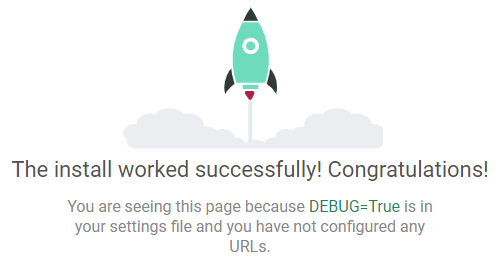 The install worked successfully! Congratulations!
You are seeing this page because DEBUG=True is in
your settings file and you have not configured any
URLs.